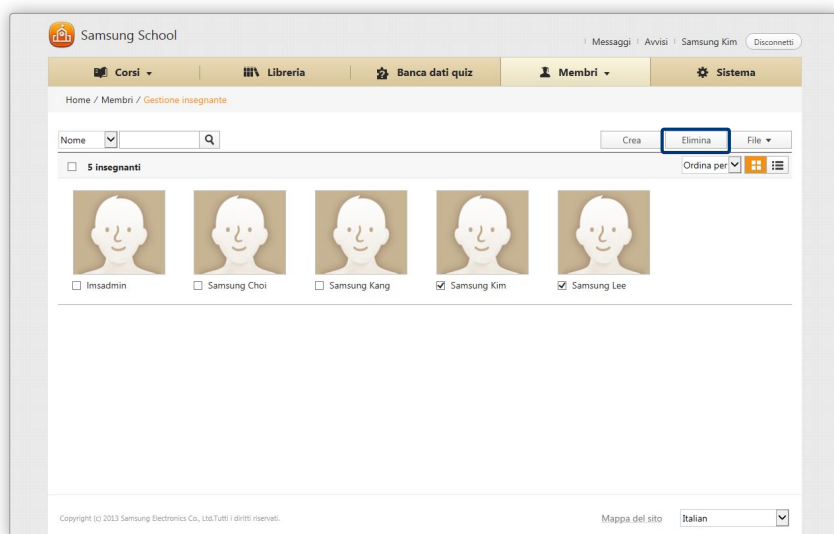 Samsung School
Messaggi Avvisi Samsung Kim Disconnetti
Corsi Libreria Banca dati quiz Membri Sistema
Home / Membri / Gestione insegnante
Nome Crea Elimina File
5 insegnanti Ordina per
lmsadmin Samsung Choi Samsung Kang Samsung Kim Samsung Lee
Copyright (c) 2013 Samsung Electronics Co., Ltd.Tutti i diritti riservati. Mappa del sito Italian